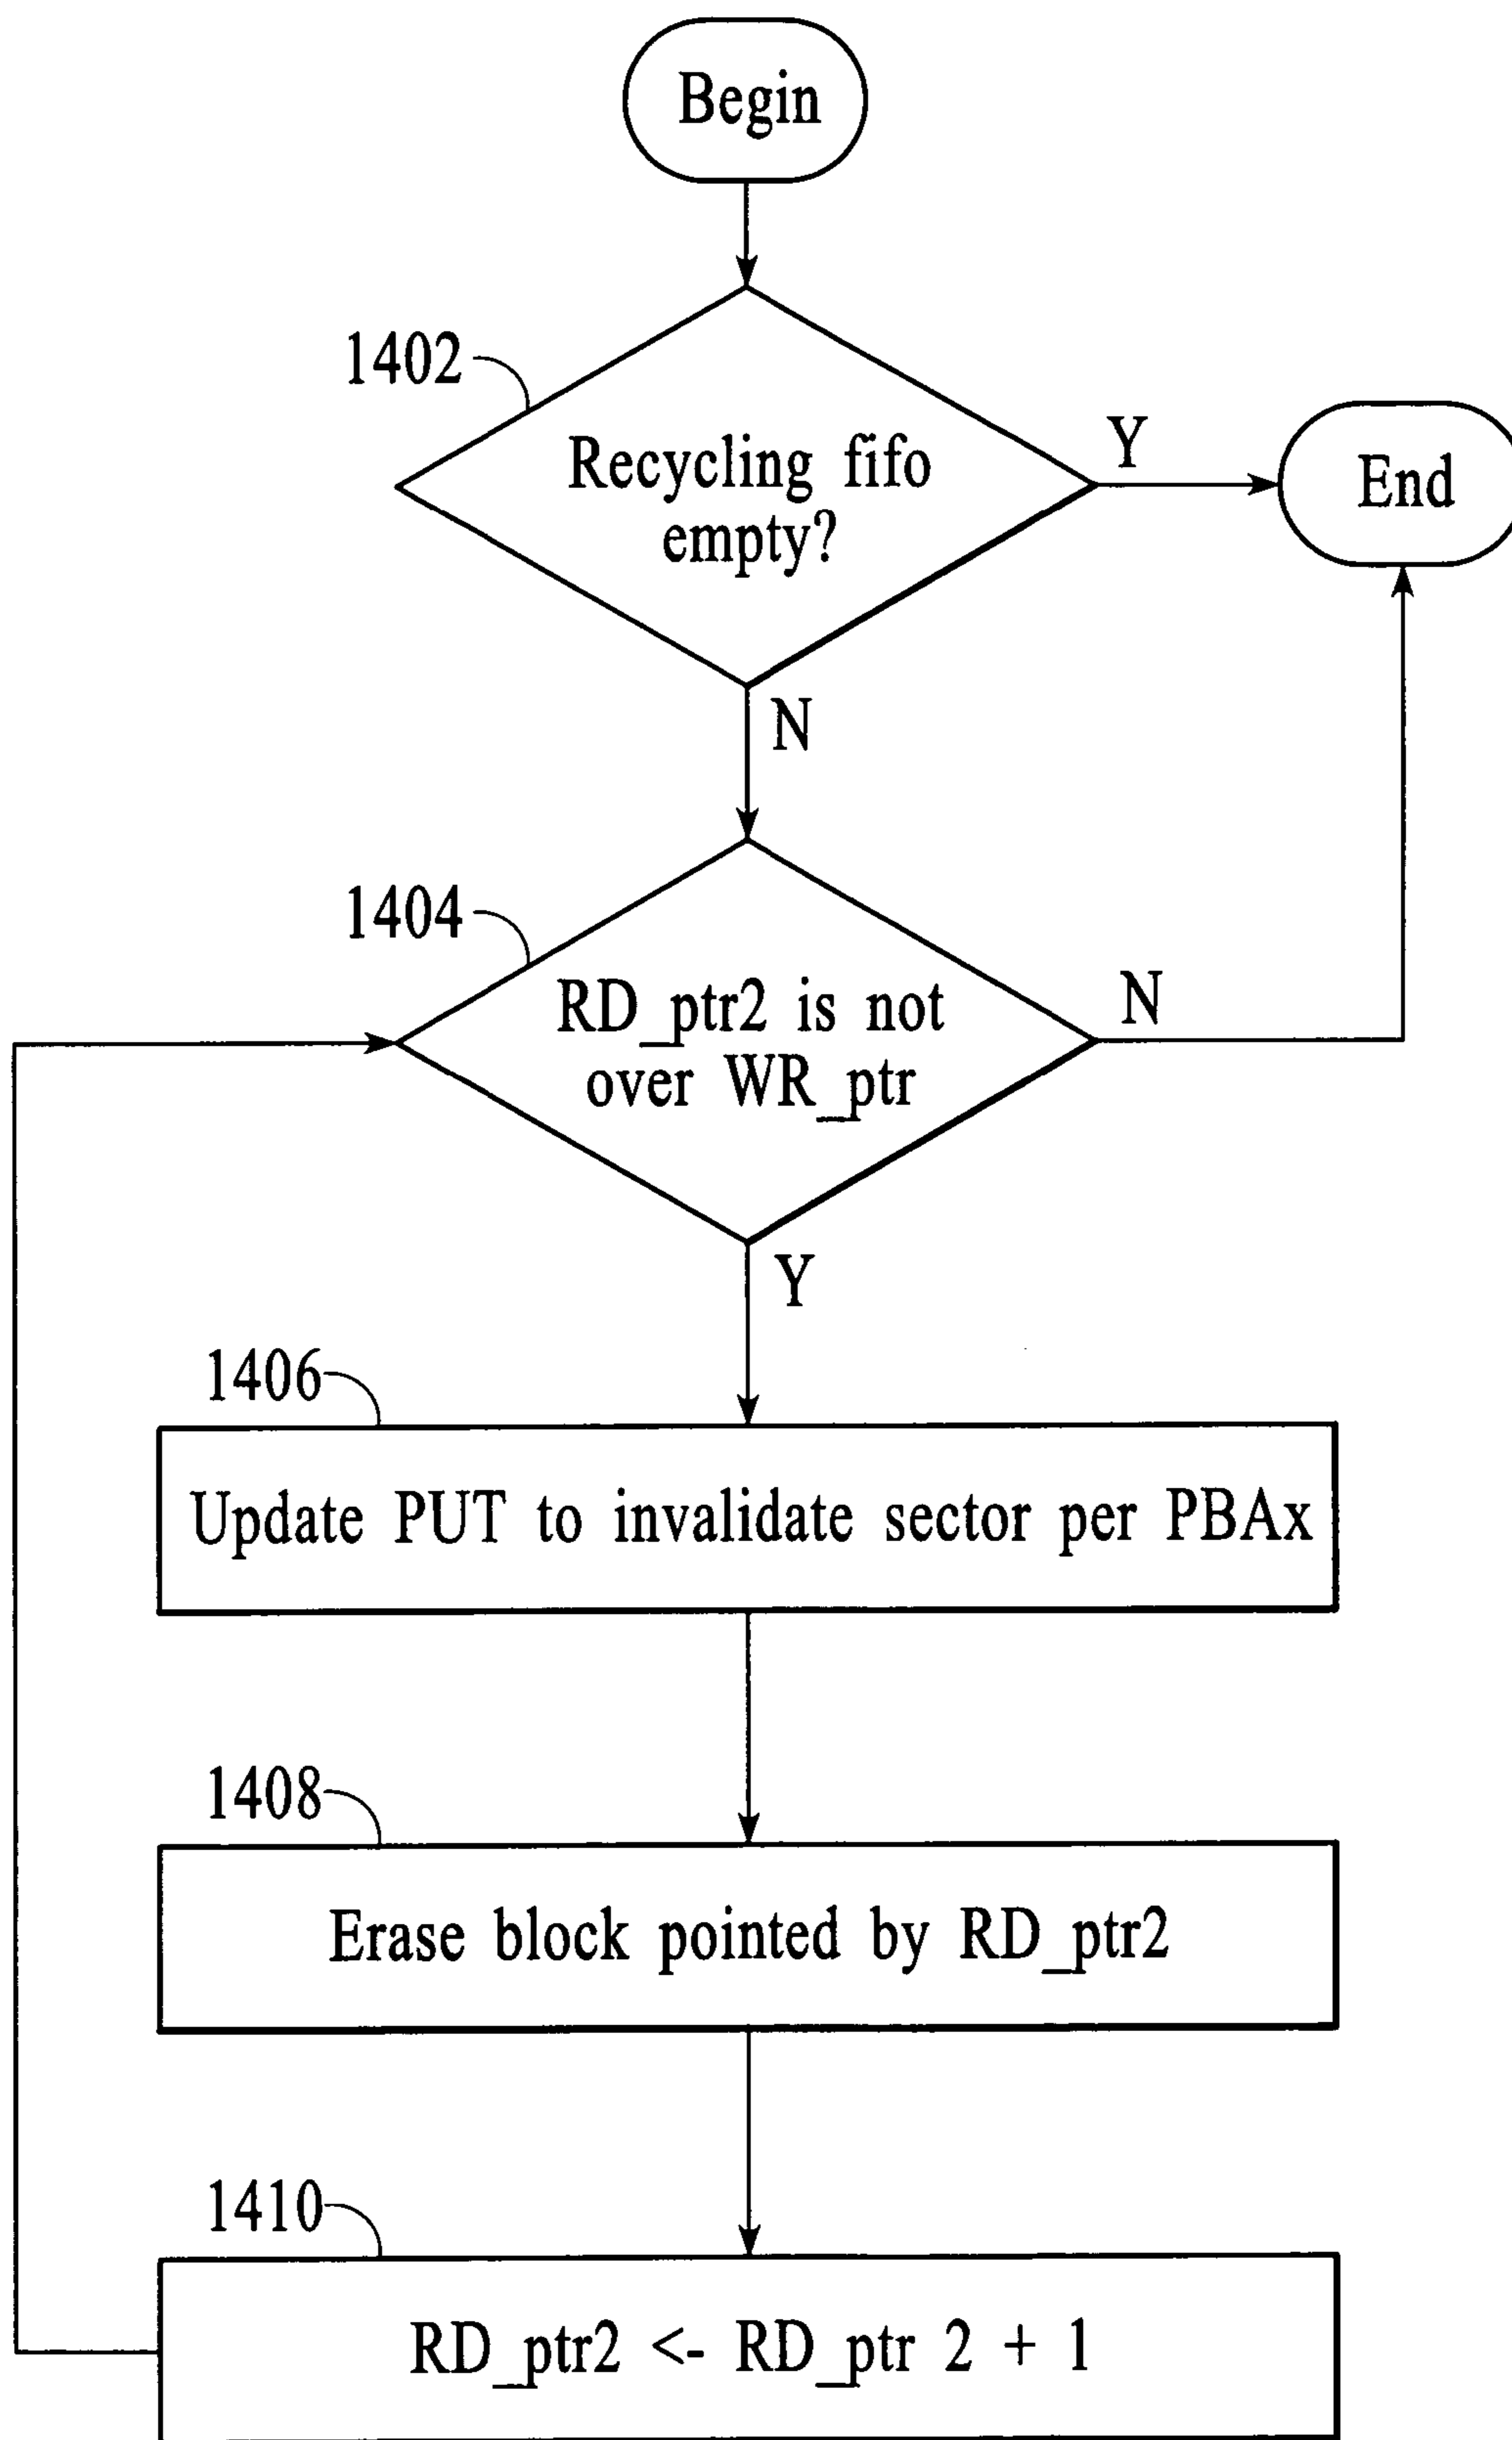 Begin
1402
Recycling fifo
empty?
Y
End
N
1404
RD_ptr2 is not
over WR_ptr
N
Y
1406
Update PUT to invalidate sector per PBAx
1408
Erase block pointed by RD_ptr2
1410
RD_ptr2 <- RD_ptr 2 + 1